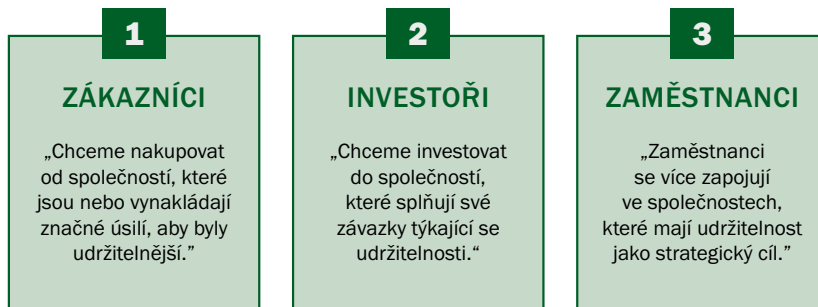 1
ZÁKAZNÍCI
„Chceme nakupovat
od společností, které
jsou nebo vynakládají
značné úsilí, aby byly
udržitelnější.”
2
INVESTOŘI
„Chceme investovat
do společností,
které splňují své
závazky týkající se
udržitelnosti.“
3
ZAMĚSTNANCI
„Zaměstnanci
se více zapojují
ve společnostech,
které mají udržitelnost
jako strategický cíl.”